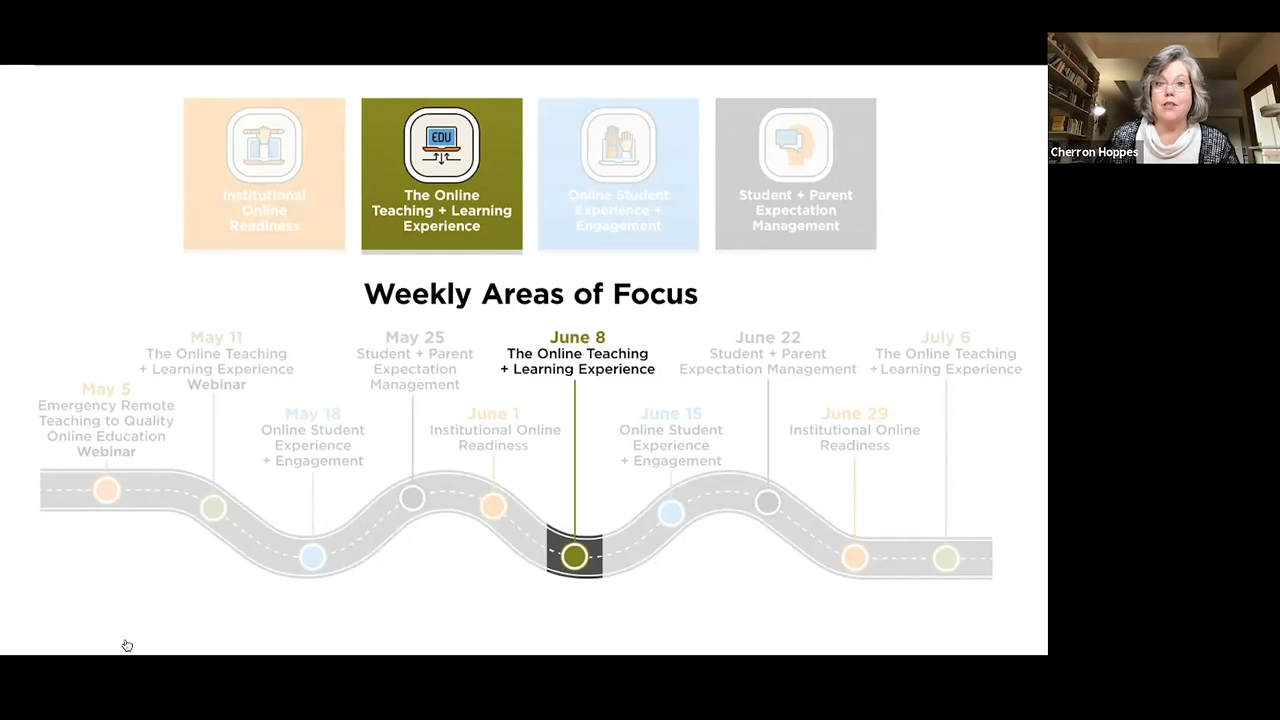 EDU
Institutional
Online
Readiness
The Online
Teaching + Learning
Experience
Online Student
Experience +
Engagement
Student + Parent
Expectation
Management
Cherron Hoppes
Weekly Areas of Focus
May 5
Emergency Remote
Teaching to Quality
Online Education
Webinar
May 11
The Online Teaching
+ Learning Experience
Webinar
May 18
Online Student
Experience
+ Engagement
May 25
Student + Parent
Expectation
Management
June 1
Institutional Online
Readiness
June 8
The Online Teaching
+ Learning Experience
June 15
Online Student
Experience
+ Engagement
June 22
Student + Parent
Expectation Management
June 29
Institutional Online
Readiness
July 6
The Online Teaching
+ Learning Experience